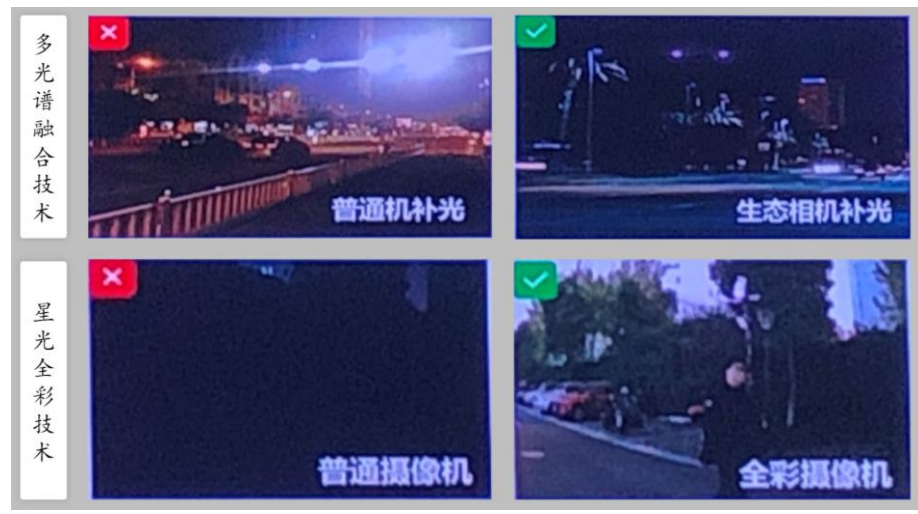 多光谱融合技术
普通机补光
生态相机补光
星光全彩技术
普通摄像机
全彩摄像机